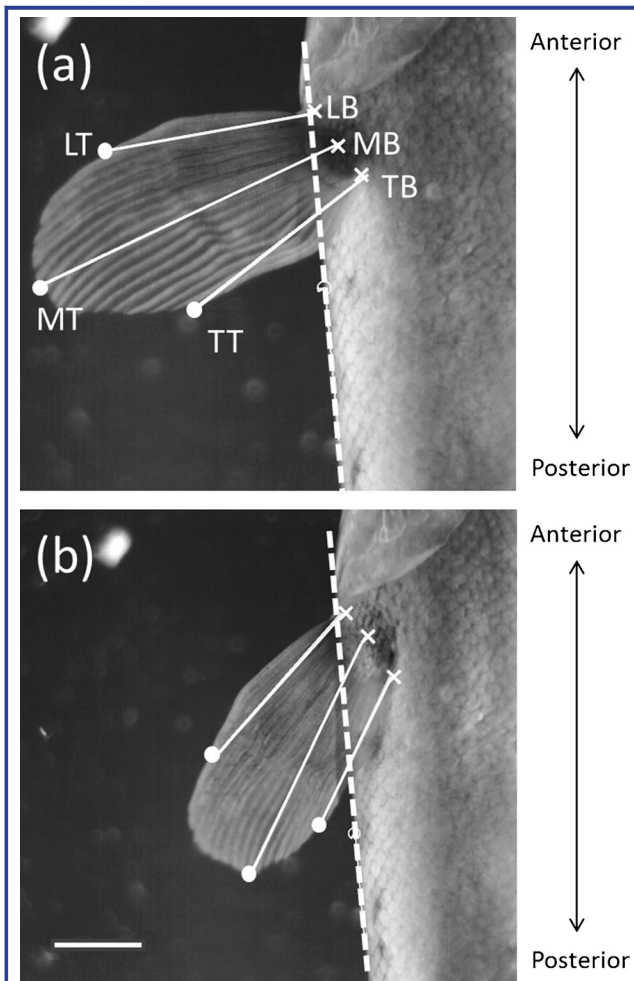 (a)
Anterior
LB
LT
MB
TB
MT
TT
Posterior
(b)
Anterior
Posterior